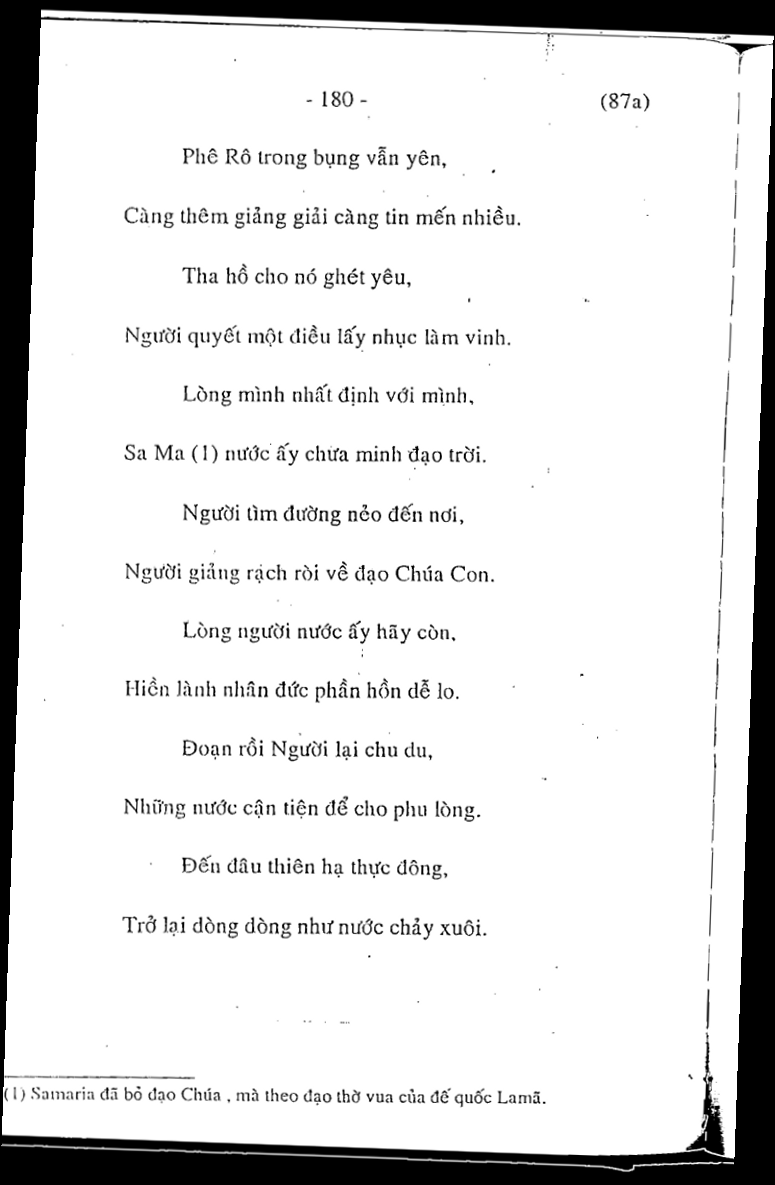 - 180 - (87a)
Phê Rô trong bụng vẫn yên,
Càng thêm giảng giải càng tin mến nhiều.
Tha hồ cho nó ghét yêu,
Người quyết một điều lấy nhục làm vinh.
Lòng mình nhất định với mình,
Sa Ma (1) nước ấy chưa minh đạo trời.
Người tìm đường nẻo đến nơi,
Người giảng rạch ròi về đạo Chúa Con.
Lòng người nước ấy hãy còn,
Hiền lành nhân đức phần hồn dễ lo.
Đoạn rồi Người lại chu du,
Những nước cận tiện để cho phu lòng.
Đến đâu thiên hạ thực đông,
Trở lại dòng dòng như nước chảy xuôi.
(1) Samaria đã bỏ đạo Chúa , mà theo đạo thờ vua của đế quốc Lamã.